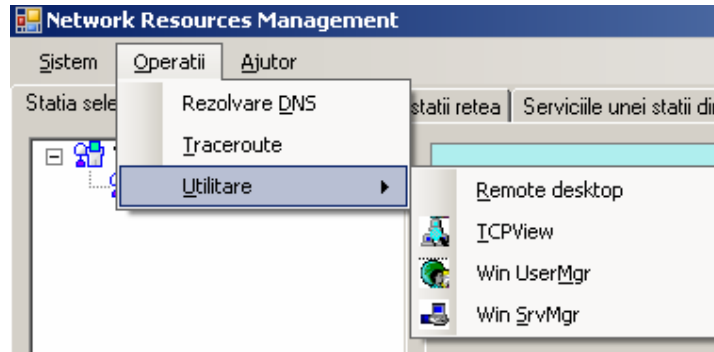 Network Resources Management
Sistem Operatii Ajutor
Statia sele statii retea Serviciile unei statii di
Rezolvare DNS
Traceroute
Utilitare
Remote desktop
TCPView
Win UserMgr
Win SrvMgr